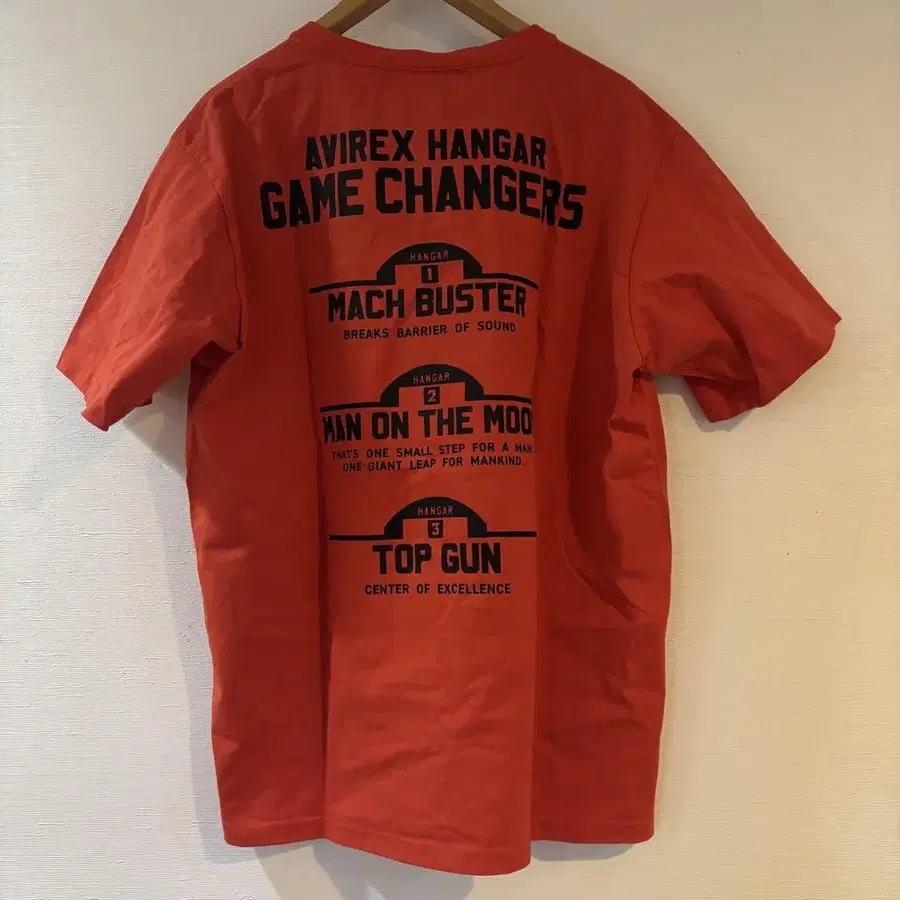 AVIREX HANGAR
GAME CHANGERS
HANGAR
1
MACH BUSTER
BREAKS BARRIER OF SOUND
HANGAR
2
MAN ON THE MOO
THAT'S ONE SMALL STEP FOR A MAN,
ONE GIANT LEAP FOR MANKIND.
HANGAR
3
TOP GUN
CENTER OF EXCELLENCE